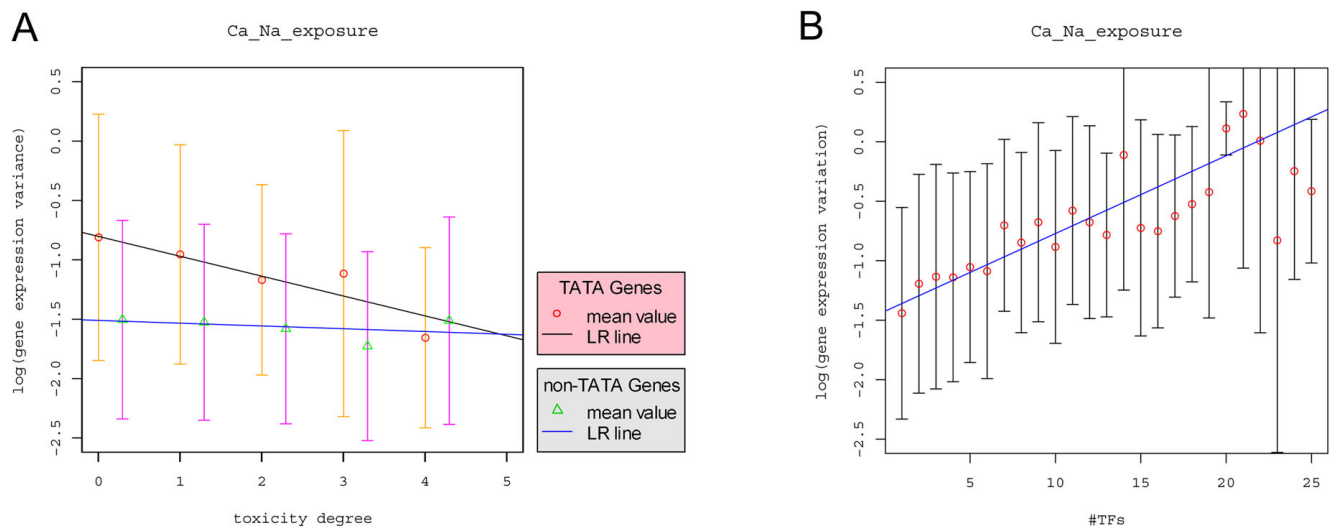 A
Ca_Na_exposure
log(gene expression variance)
0.5
0.0
-0.5
-1.0
-1.5
-2.0
-2.5
0 1 2 3 4 5
toxicity degree
TATA Genes
mean value
LR line
non-TATA Genes
mean value
LR line
B
Ca_Na_exposure
log(gene expression variation)
0.5
0.0
-0.5
-1.0
-1.5
-2.0
-2.5
5 10 15 20 25
#TFs